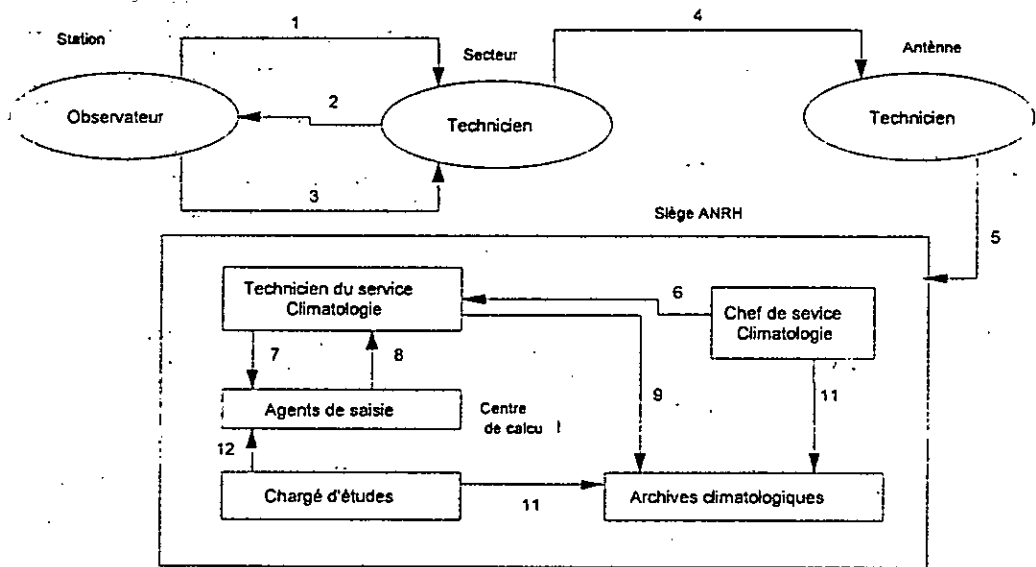 1
4
Station
Secteur
Antènne
Observateur
2
Technicien
Technicien
3
Siège ANRH
5
Technicien du service
Climatologie
6
Chef de sevice
Climatologie
7
8
9
11
Agents de saisie
Centre
de calcu l
12
Chargé d'études
11
Archives climatologiques